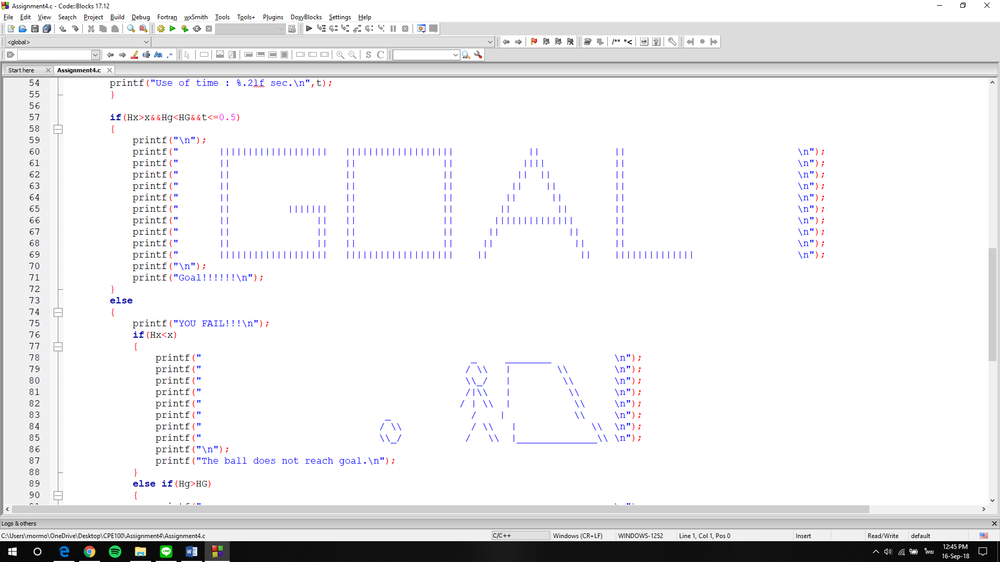 Assignment4.c - Code::Blocks 17.12
File Edit View Search Project Build Debug Fortran wxSmith Tools Tools+ Plugins DoxyBlocks Settings Help
<global>
/** *<
Aa .* S C
Start here Assignment4.c
54 printf("Use of time : %.2lf sec.\n",t);
55 }
56
57 if(Hx>x&&Hg<HG&&t<=0.5)
58 {
59     printf("\n");
60     printf("       |||||||||||||||||||   |||||||||||||||||||             ||             ||                              \n");
61     printf("       ||                    ||               ||            ||||            ||                              \n");
62     printf("       ||                    ||               ||           ||  ||           ||                              \n");
63     printf("       ||                    ||               ||          ||    ||          ||                              \n");
64     printf("       ||                    ||               ||         ||      ||         ||                              \n");
65     printf("       ||          |||||||   ||               ||        ||        ||        ||                              \n");
66     printf("       ||               ||   ||               ||       ||||||||||||||       ||                              \n");
67     printf("       ||               ||   ||               ||      ||            ||      ||                              \n");
68     printf("       ||               ||   ||               ||     ||              ||     ||                              \n");
69     printf("       |||||||||||||||||||   |||||||||||||||||||    ||                ||    ||||||||||||||                  \n");
70     printf("\n");
71     printf("Goal!!!!!!\n");
72 }
73 else
74 {
75     printf("YOU FAIL!!!\n");
76     if(Hx<x)
77     {
78         printf("                                               _     ________           \n");
79         printf("                                              / \\   |        \\        \n");
80         printf("                                              \\_/   |         \\       \n");
81         printf("                                              /|\\   |          \\      \n");
82         printf("                                             / | \\  |           \\     \n");
83         printf("                                _              /    |            \\     \n");
84         printf("                               / \\            / \\   |             \\  \n");
85         printf("                               \\_/           /   \\  |______________\\ \n");
86         printf("\n");
87         printf("The ball does not reach goal.\n");
88     }
89     else if(Hg>HG)
90     {
Logs & others
C:\Users\mormo\OneDrive\Desktop\CPE100\Assignment4\Assignment4.c C/C++ Windows (CR+LF) WINDOWS-1252 Line 1, Col 1, Pos 0 Insert Read/Write default
ไทย 12:45 PM
16-Sep-18